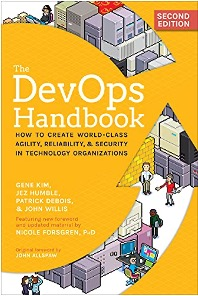 SECOND
EDITION
The
DevOps
Handbook
HOW TO CREATE WORLD-CLASS
AGILITY, RELIABILITY, & SECURITY
IN TECHNOLOGY ORGANIZATIONS
GENE KIM,
JEZ HUMBLE,
PATRICK DEBOIS,
& JOHN WILLIS
Featuring new foreword
and updated material by
NICOLE FORSGREN, PhD
Original foreword by
JOHN ALLSPAW